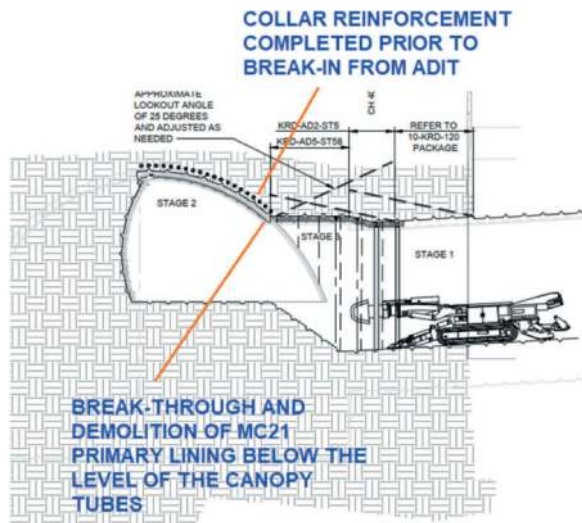 COLLAR REINFORCEMENT
COMPLETED PRIOR TO
BREAK-IN FROM ADIT
APPROXIMATE
LOOKOUT ANGLE
OF 25 DEGREES
AND ADJUSTED AS
NEEDED
KRD-AD2-ST5
KRD-AD5-ST56
CH
REFER TO
10-KRD-120
PACKAGE
STAGE 2
STAGE
STAGE 1
BREAK-THROUGH AND
DEMOLITION OF MC21
PRIMARY LINING BELOW THE
LEVEL OF THE CANOPY
TUBES